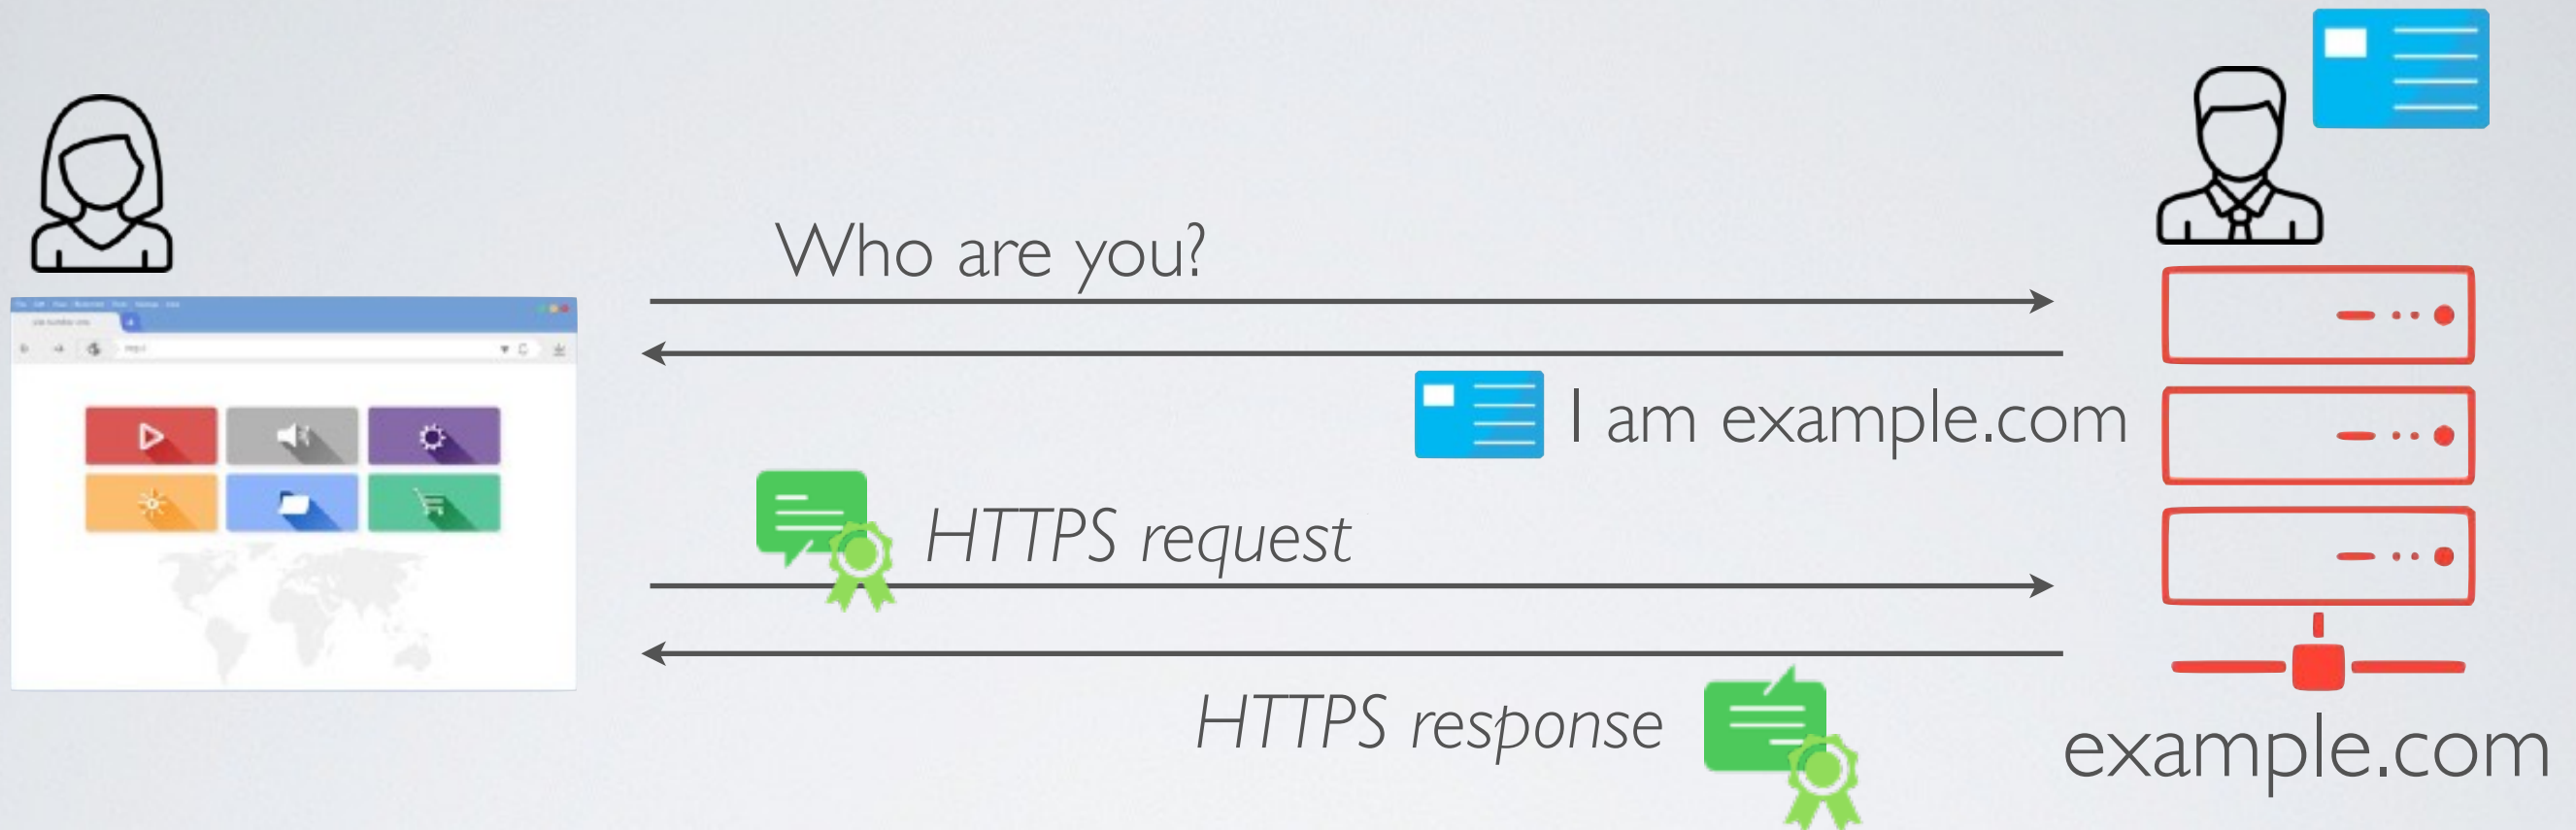 Who are you?
I am example.com
HTTPS request
HTTPS response
example.com